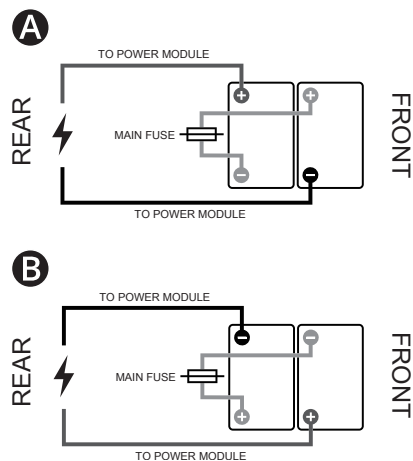 A
TO POWER MODULE
+
+
REAR
MAIN FUSE
FRONT
−
−
TO POWER MODULE
B
TO POWER MODULE
−
−
REAR
MAIN FUSE
FRONT
+
+
TO POWER MODULE